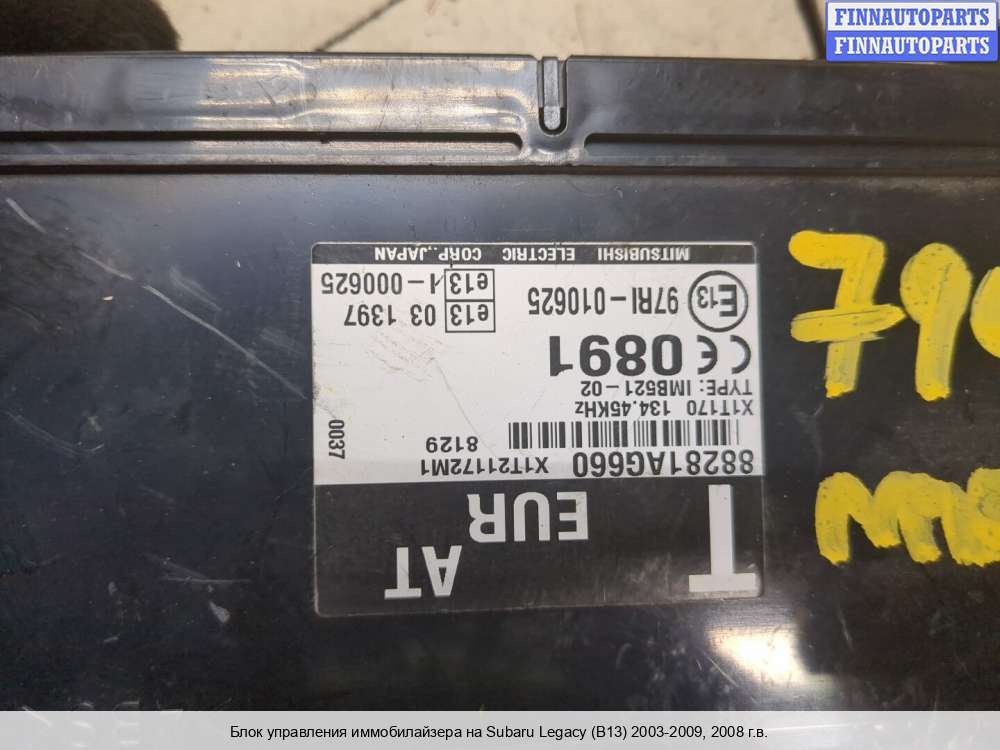 FINNAUTOPARTS
FINNAUTOPARTS
T
AT
EUR
88281AG660 X1T21172M1
8129
X1T170 134.45KHz
TYPE: IMB521-02
CE 0891
0037
E13 97RI-010625
e13 03 1397
e13 1-000625
MITSUBISHI ELECTRIC CORP., JAPAN
Блок управления иммобилайзера на Subaru Legacy (B13) 2003-2009, 2008 г.в.